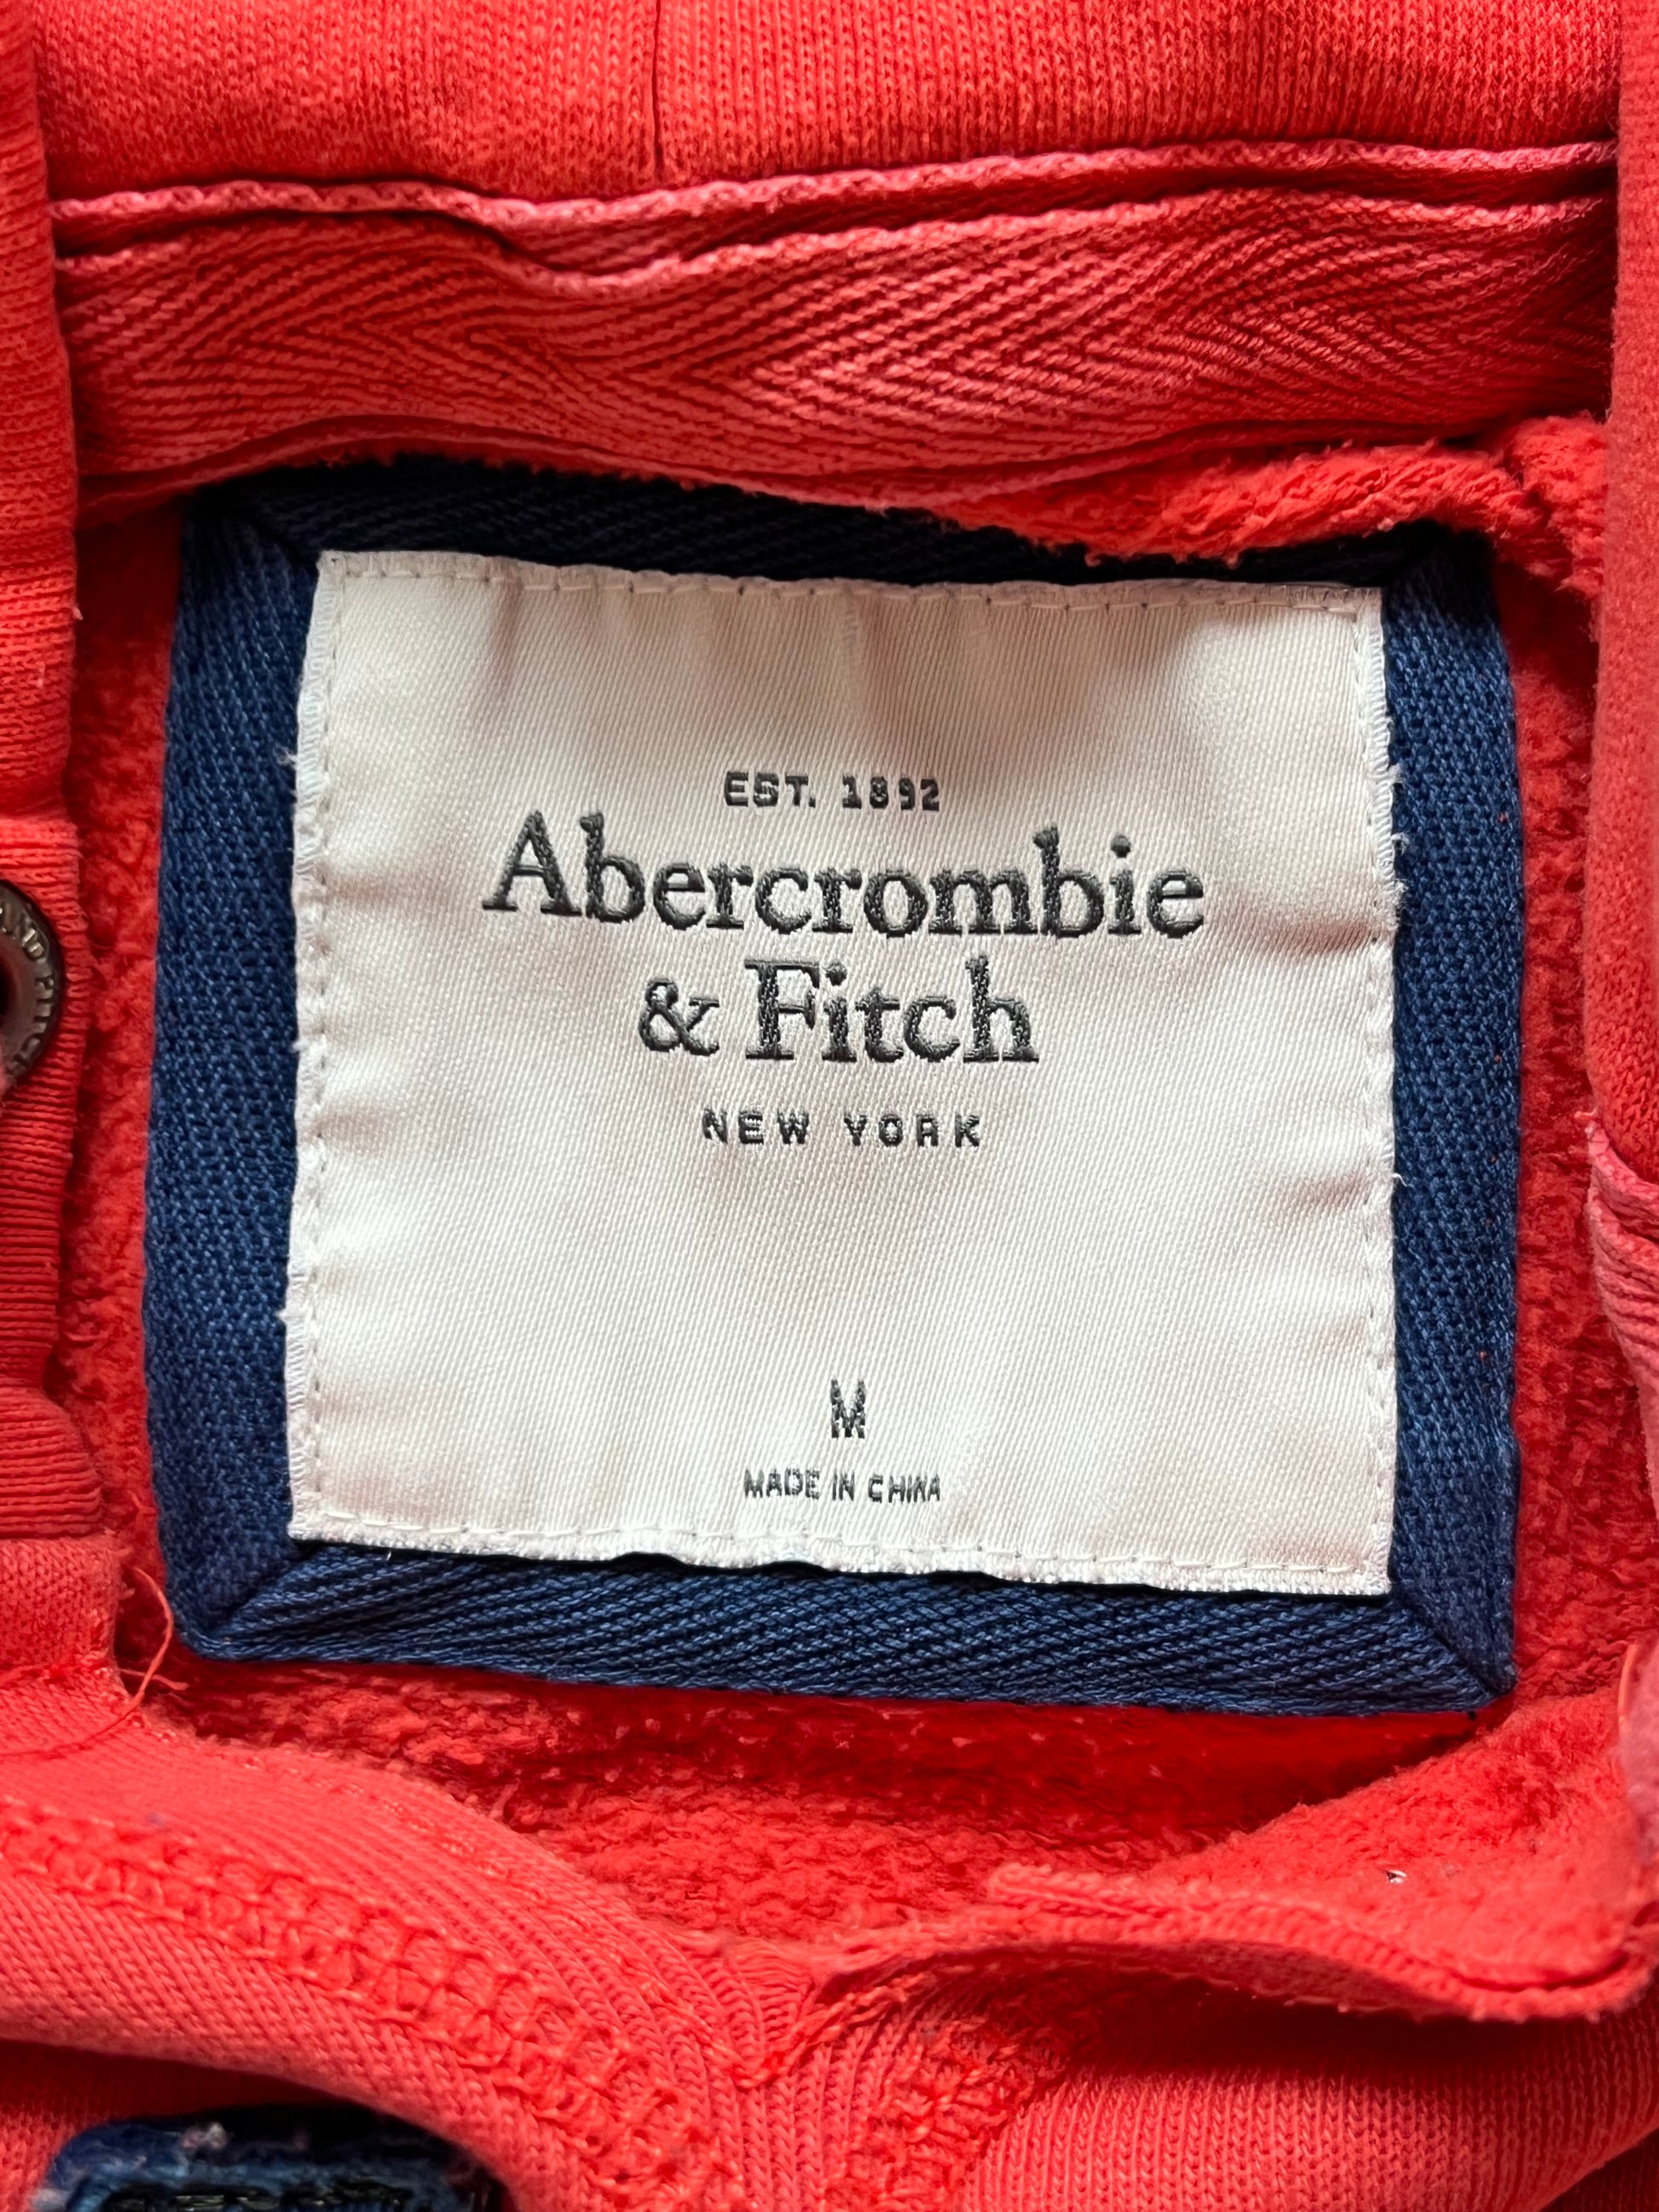 EST. 1892
Abercrombie
& Fitch
NEW YORK
M
MADE IN CHINA